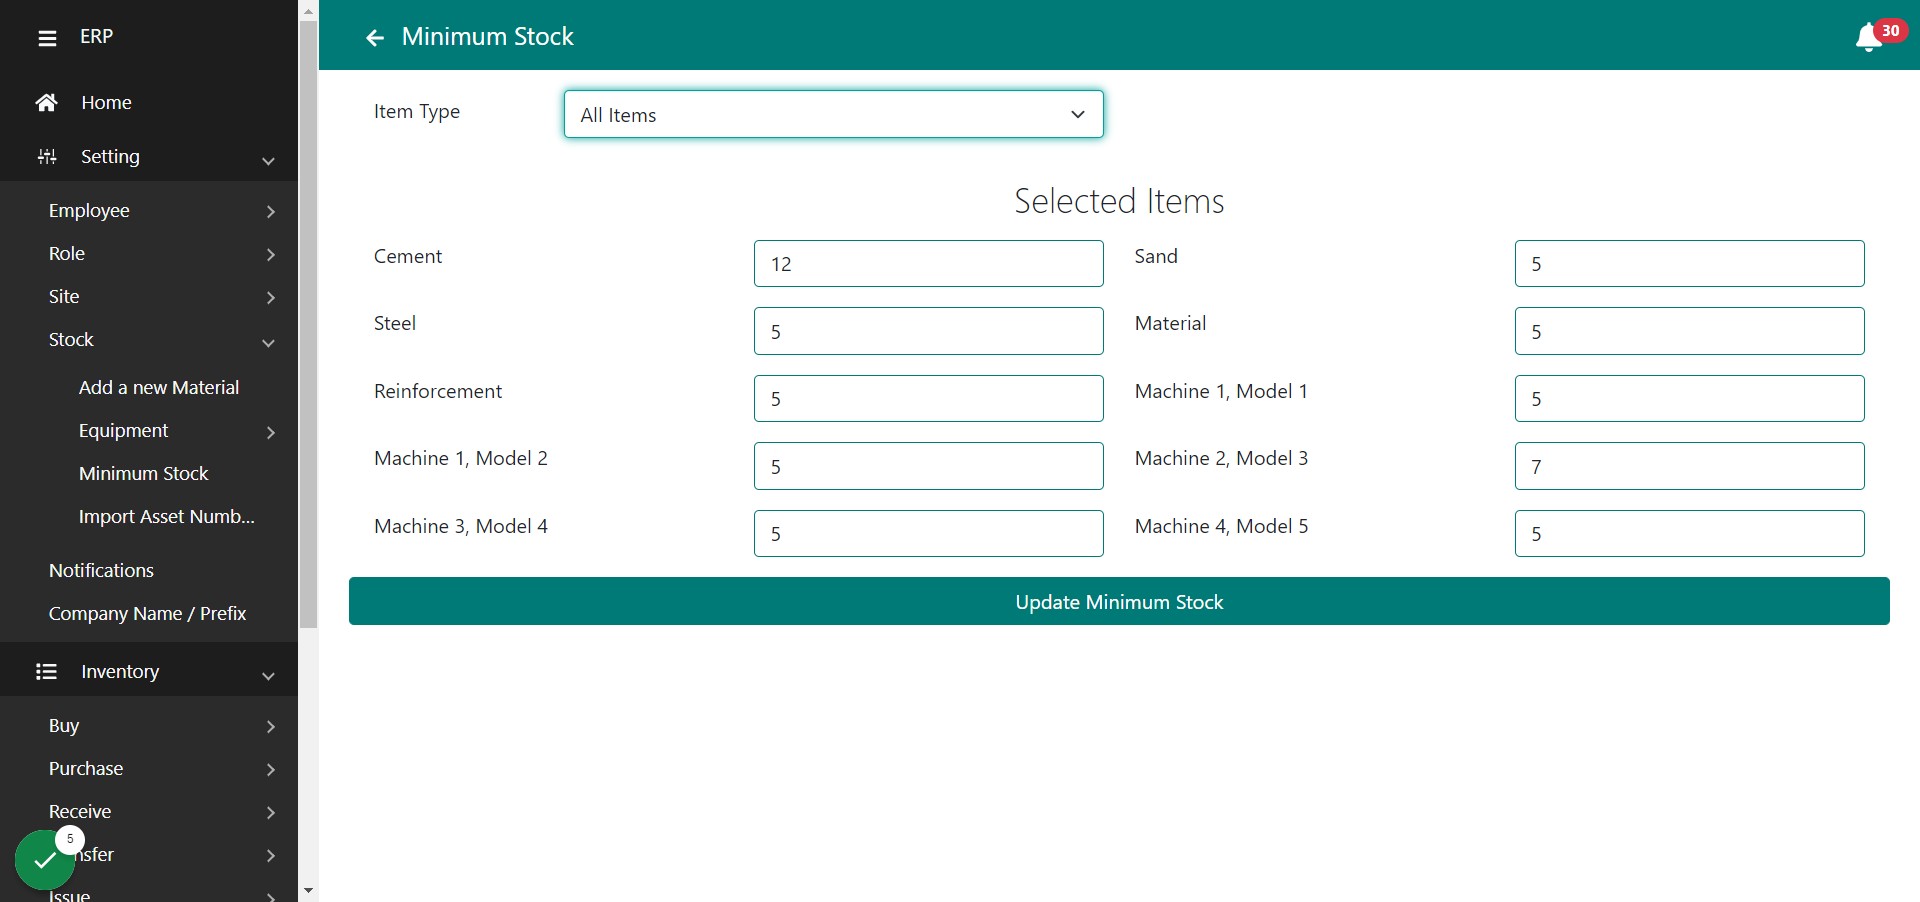 ERP
Home
Setting
Employee
Role
Site
Stock
Add a new Material
Equipment
Minimum Stock
Import Asset Numb...
Notifications
Company Name / Prefix
Inventory
Buy
Purchase
Receive
5
nsfer
Issue
Minimum Stock
30
Item Type
All Items
Selected Items
Cement 12 Sand 5
Steel 5 Material 5
Reinforcement 5 Machine 1, Model 1 5
Machine 1, Model 2 5 Machine 2, Model 3 7
Machine 3, Model 4 5 Machine 4, Model 5 5
Update Minimum Stock